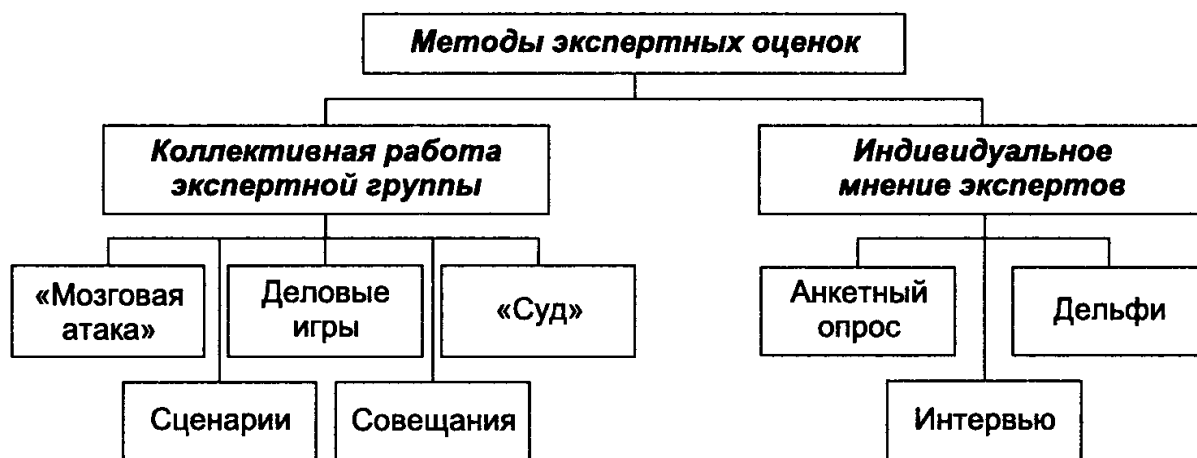 Методы экспертных оценок
Коллективная работа
экспертной группы
Индивидуальное
мнение экспертов
«Мозговая
атака»
Деловые
игры
«Суд»
Анкетный
опрос
Дельфи
Сценарии
Совещания
Интервью